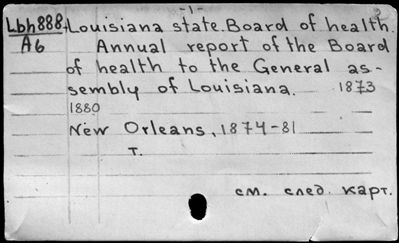 -1-
Lbh888. Louisiana state. Board of health.
A6 Annual report of the Board
of health to the General as-
sembly of Louisiana. 1873
1880
New Orleans, 1874-81
т.
см. след. карт.